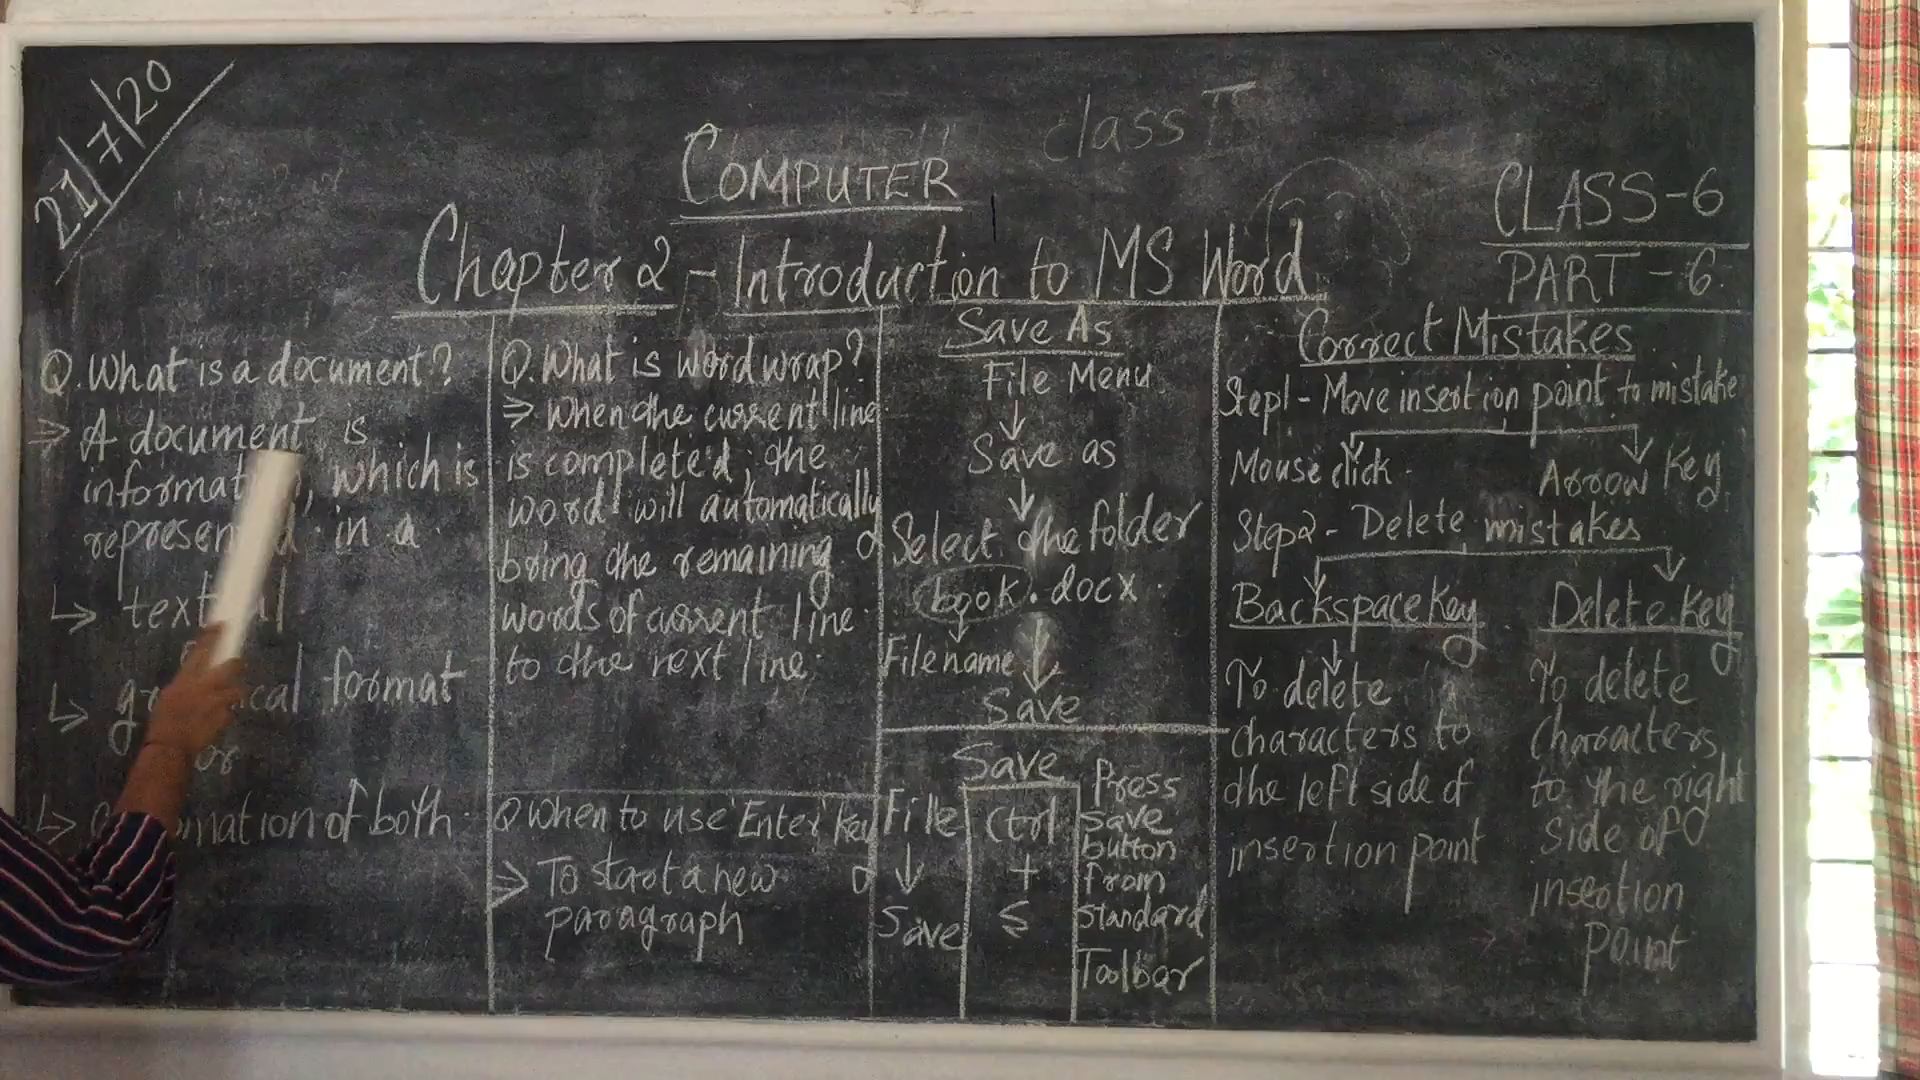 21/7/20
class
COMPUTER
CLASS-6
PART-6
Chapter 2 - Introduction to MS Word
Q. What is a document?
⇒ A document is
which is
in a
↳
↳ format
or
↳ of both
Q. What is word wrap?
⇒ When the current line
is completed, the
word will automatically
bring the remaining
words of current line
to the next line.
Q When to use 'Enter' key
⇒ To start a new
paragraph
Save As
File Menu
↓
Save as
↓
Select the folder
book.docx
Filename
Save
Save
File
↓
Save
Ctrl
+
S
Press
save
button
from
standard
Toolbar
Correct Mistakes
Step1 - Move insertion point to mistake
Mouse click Arrow Key
Step2 - Delete mistakes
Backspace Key
To delete
characters to
the left side of
insertion point
Delete Key
To delete
characters
to the right
side of
insertion
point